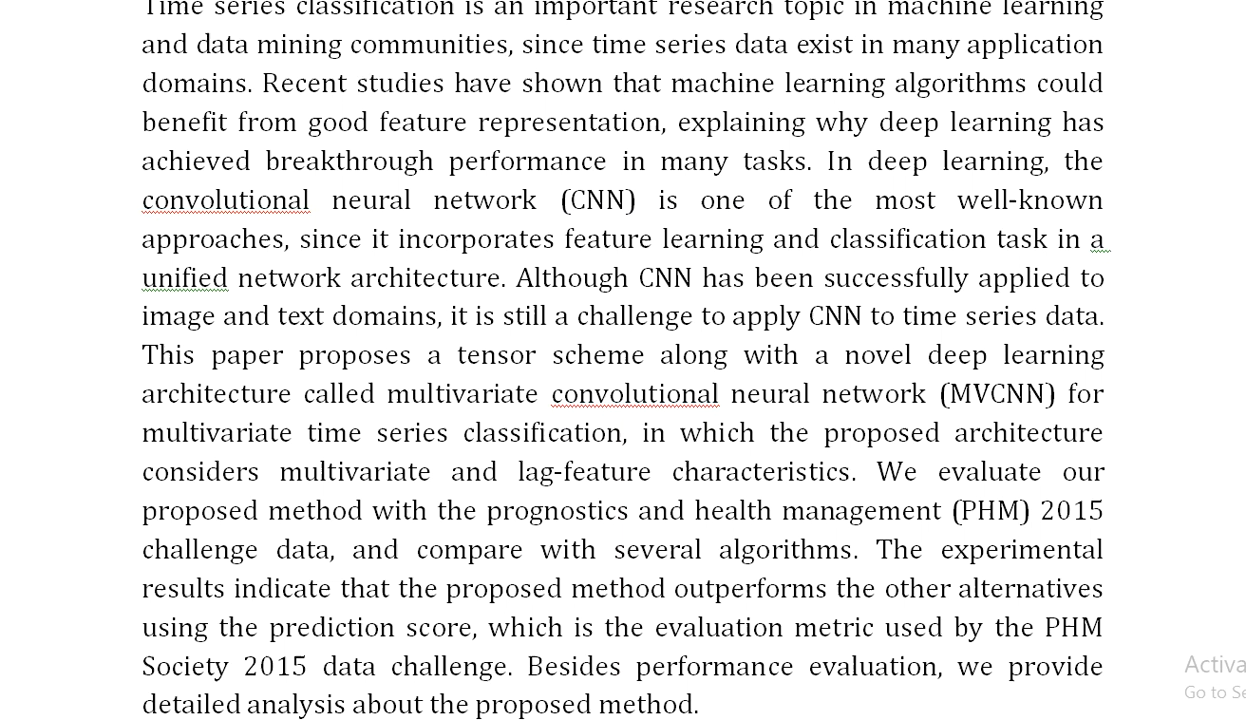 Time series classification is an important research topic in machine learning
and data mining communities, since time series data exist in many application
domains. Recent studies have shown that machine learning algorithms could
benefit from good feature representation, explaining why deep learning has
achieved breakthrough performance in many tasks. In deep learning, the
convolutional neural network (CNN) is one of the most well-known
approaches, since it incorporates feature learning and classification task in a
unified network architecture. Although CNN has been successfully applied to
image and text domains, it is still a challenge to apply CNN to time series data.
This paper proposes a tensor scheme along with a novel deep learning
architecture called multivariate convolutional neural network (MVCNN) for
multivariate time series classification, in which the proposed architecture
considers multivariate and lag-feature characteristics. We evaluate our
proposed method with the prognostics and health management (PHM) 2015
challenge data, and compare with several algorithms. The experimental
results indicate that the proposed method outperforms the other alternatives
using the prediction score, which is the evaluation metric used by the PHM
Society 2015 data challenge. Besides performance evaluation, we provide
detailed analysis about the proposed method.
Activa
Go to Se